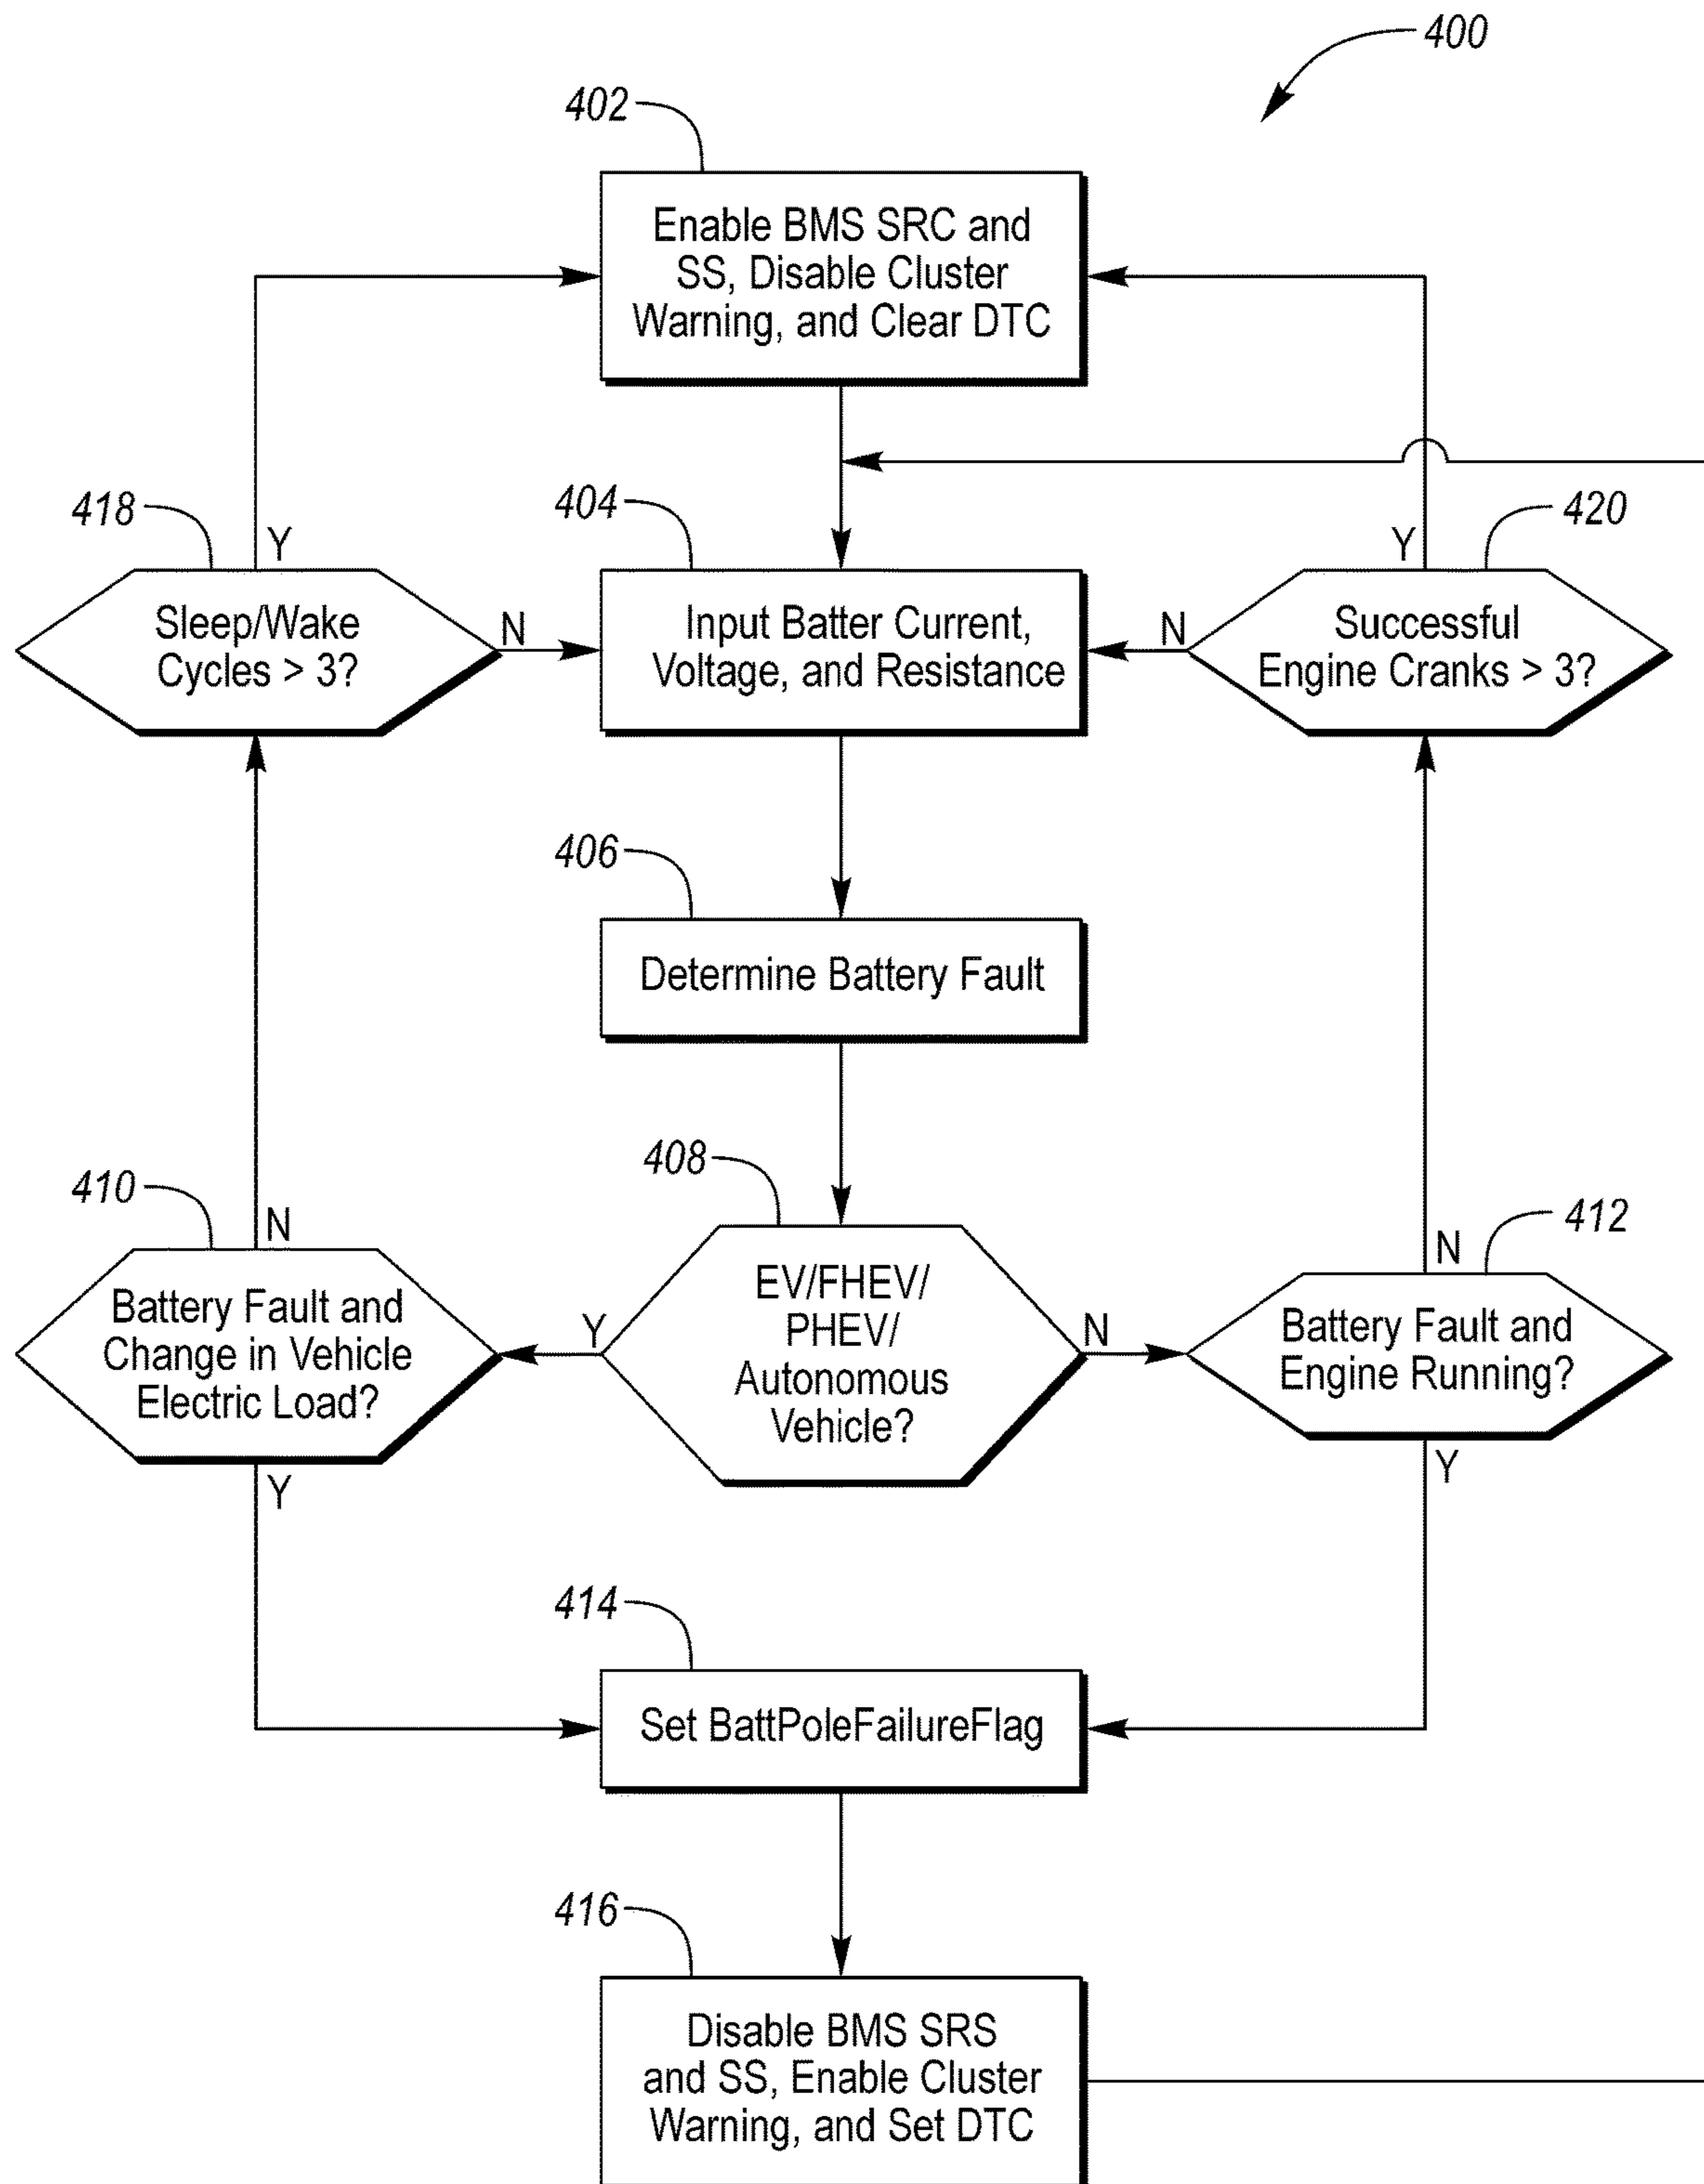 400
402
Enable BMS SRC and
SS, Disable Cluster
Warning, and Clear DTC
418
Y
Sleep/Wake
Cycles > 3?
N
404
Input Batter Current,
Voltage, and Resistance
420
Y
Successful
Engine Cranks > 3?
N
406
Determine Battery Fault
408
EV/FHEV/
PHEV/
Autonomous
Vehicle?
Y
N
410
N
Battery Fault and
Change in Vehicle
Electric Load?
Y
412
N
Battery Fault and
Engine Running?
Y
414
Set BattPoleFailureFlag
416
Disable BMS SRS
and SS, Enable Cluster
Warning, and Set DTC